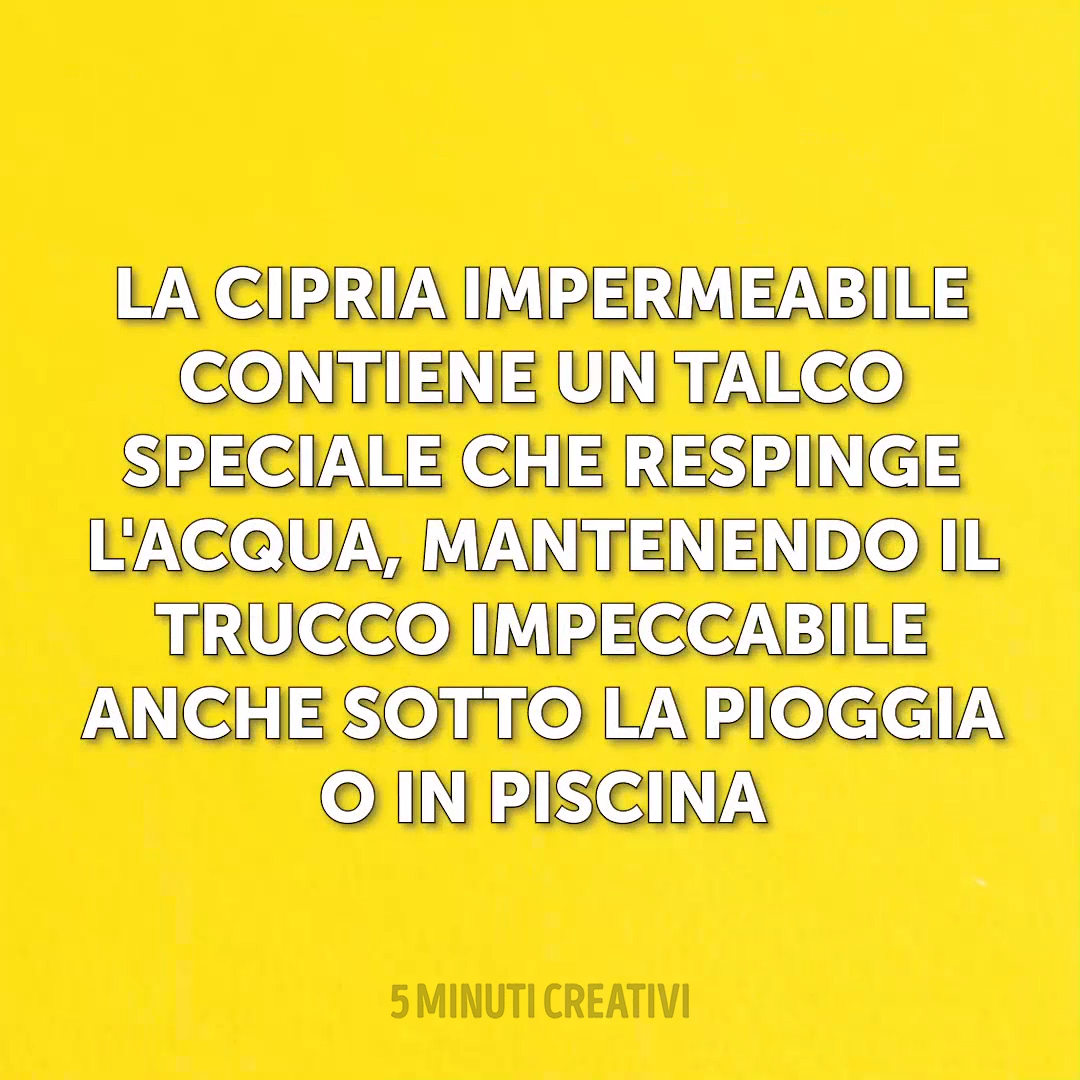 LA CIPRIA IMPERMEABILE
CONTIENE UN TALCO
SPECIALE CHE RESPINGE
L'ACQUA, MANTENENDO IL
TRUCCO IMPECCABILE
ANCHE SOTTO LA PIOGGIA
O IN PISCINA
5 MINUTI CREATIVI